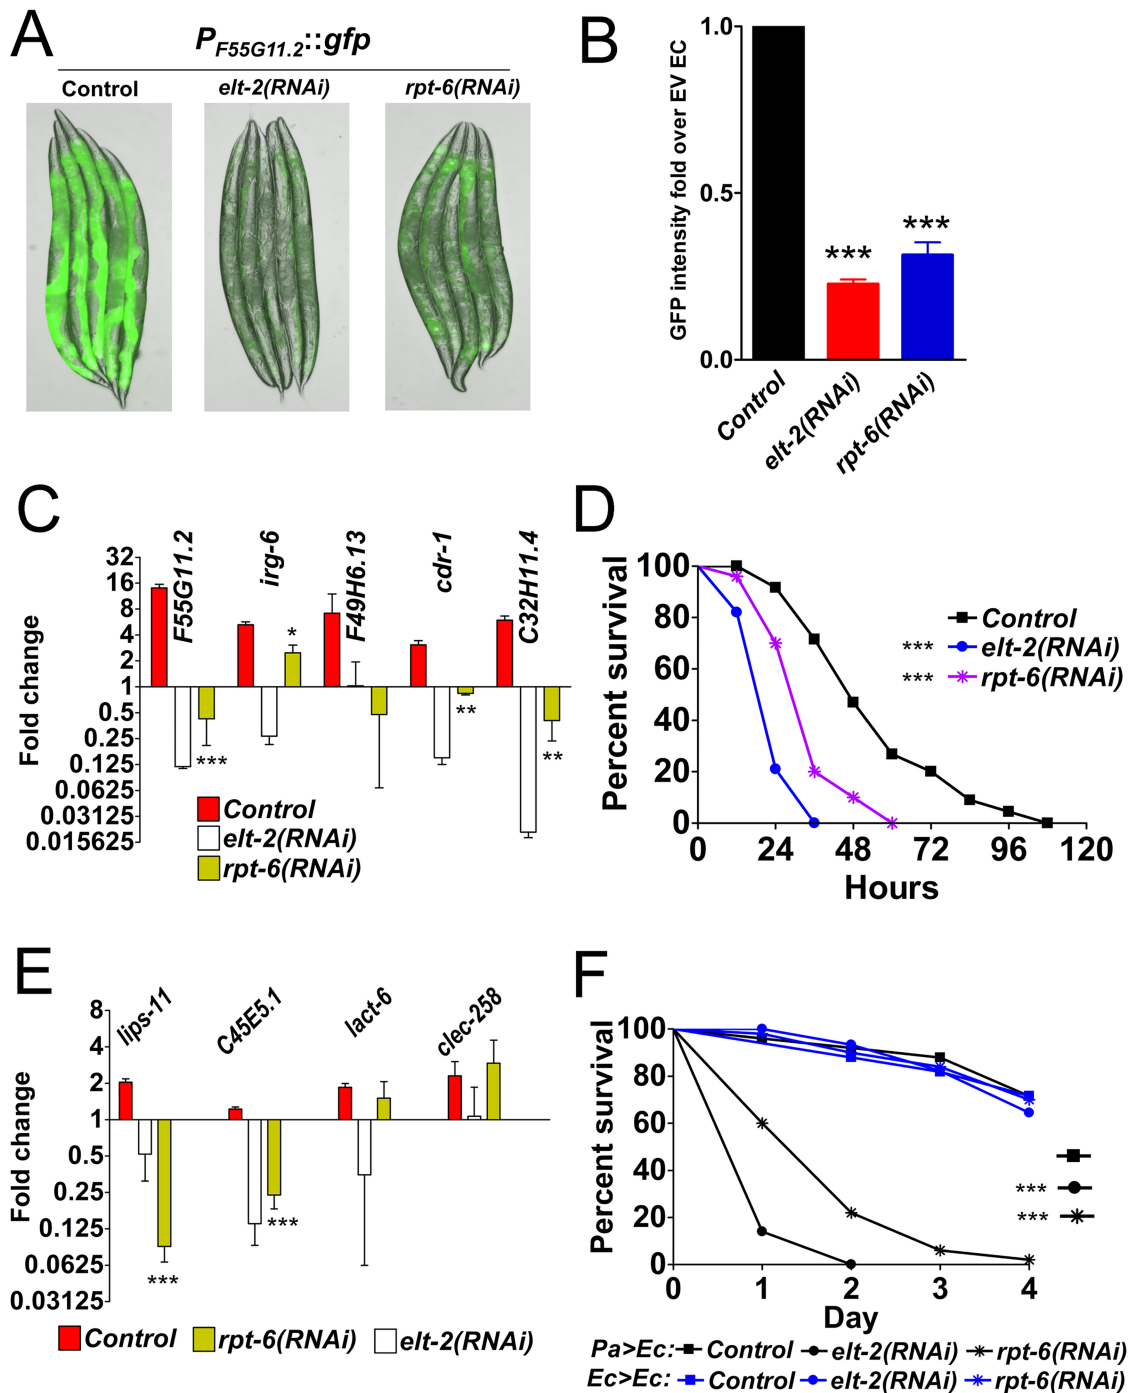 A
P_F55G11.2::gfp
Control
elt-2(RNAi)
rpt-6(RNAi)
B
GFP intensity fold over EV EC
1.0
0.5
0.0
***
***
Control
elt-2(RNAi)
rpt-6(RNAi)
C
Fold change
32
16
8
4
2
1
0.5
0.25
0.125
0.0625
0.03125
0.015625
F55G11.2
irg-6
F49H6.13
cdr-1
C32H11.4
***
*
**
**
Control
elt-2(RNAi)
rpt-6(RNAi)
D
Percent survival
100
80
60
40
20
0
0 24 48 72 96 120
Hours
Control
*** elt-2(RNAi)
*** rpt-6(RNAi)
E
Fold change
8
4
2
1
0.5
0.25
0.125
0.0625
0.03125
lips-11
C45E5.1
lact-6
clec-258
***
***
Control rpt-6(RNAi) elt-2(RNAi)
F
Percent survival
100
80
60
40
20
0
0 1 2 3 4
Day
***
***
Pa>Ec: Control elt-2(RNAi) rpt-6(RNAi)
Ec>Ec: Control elt-2(RNAi) rpt-6(RNAi)